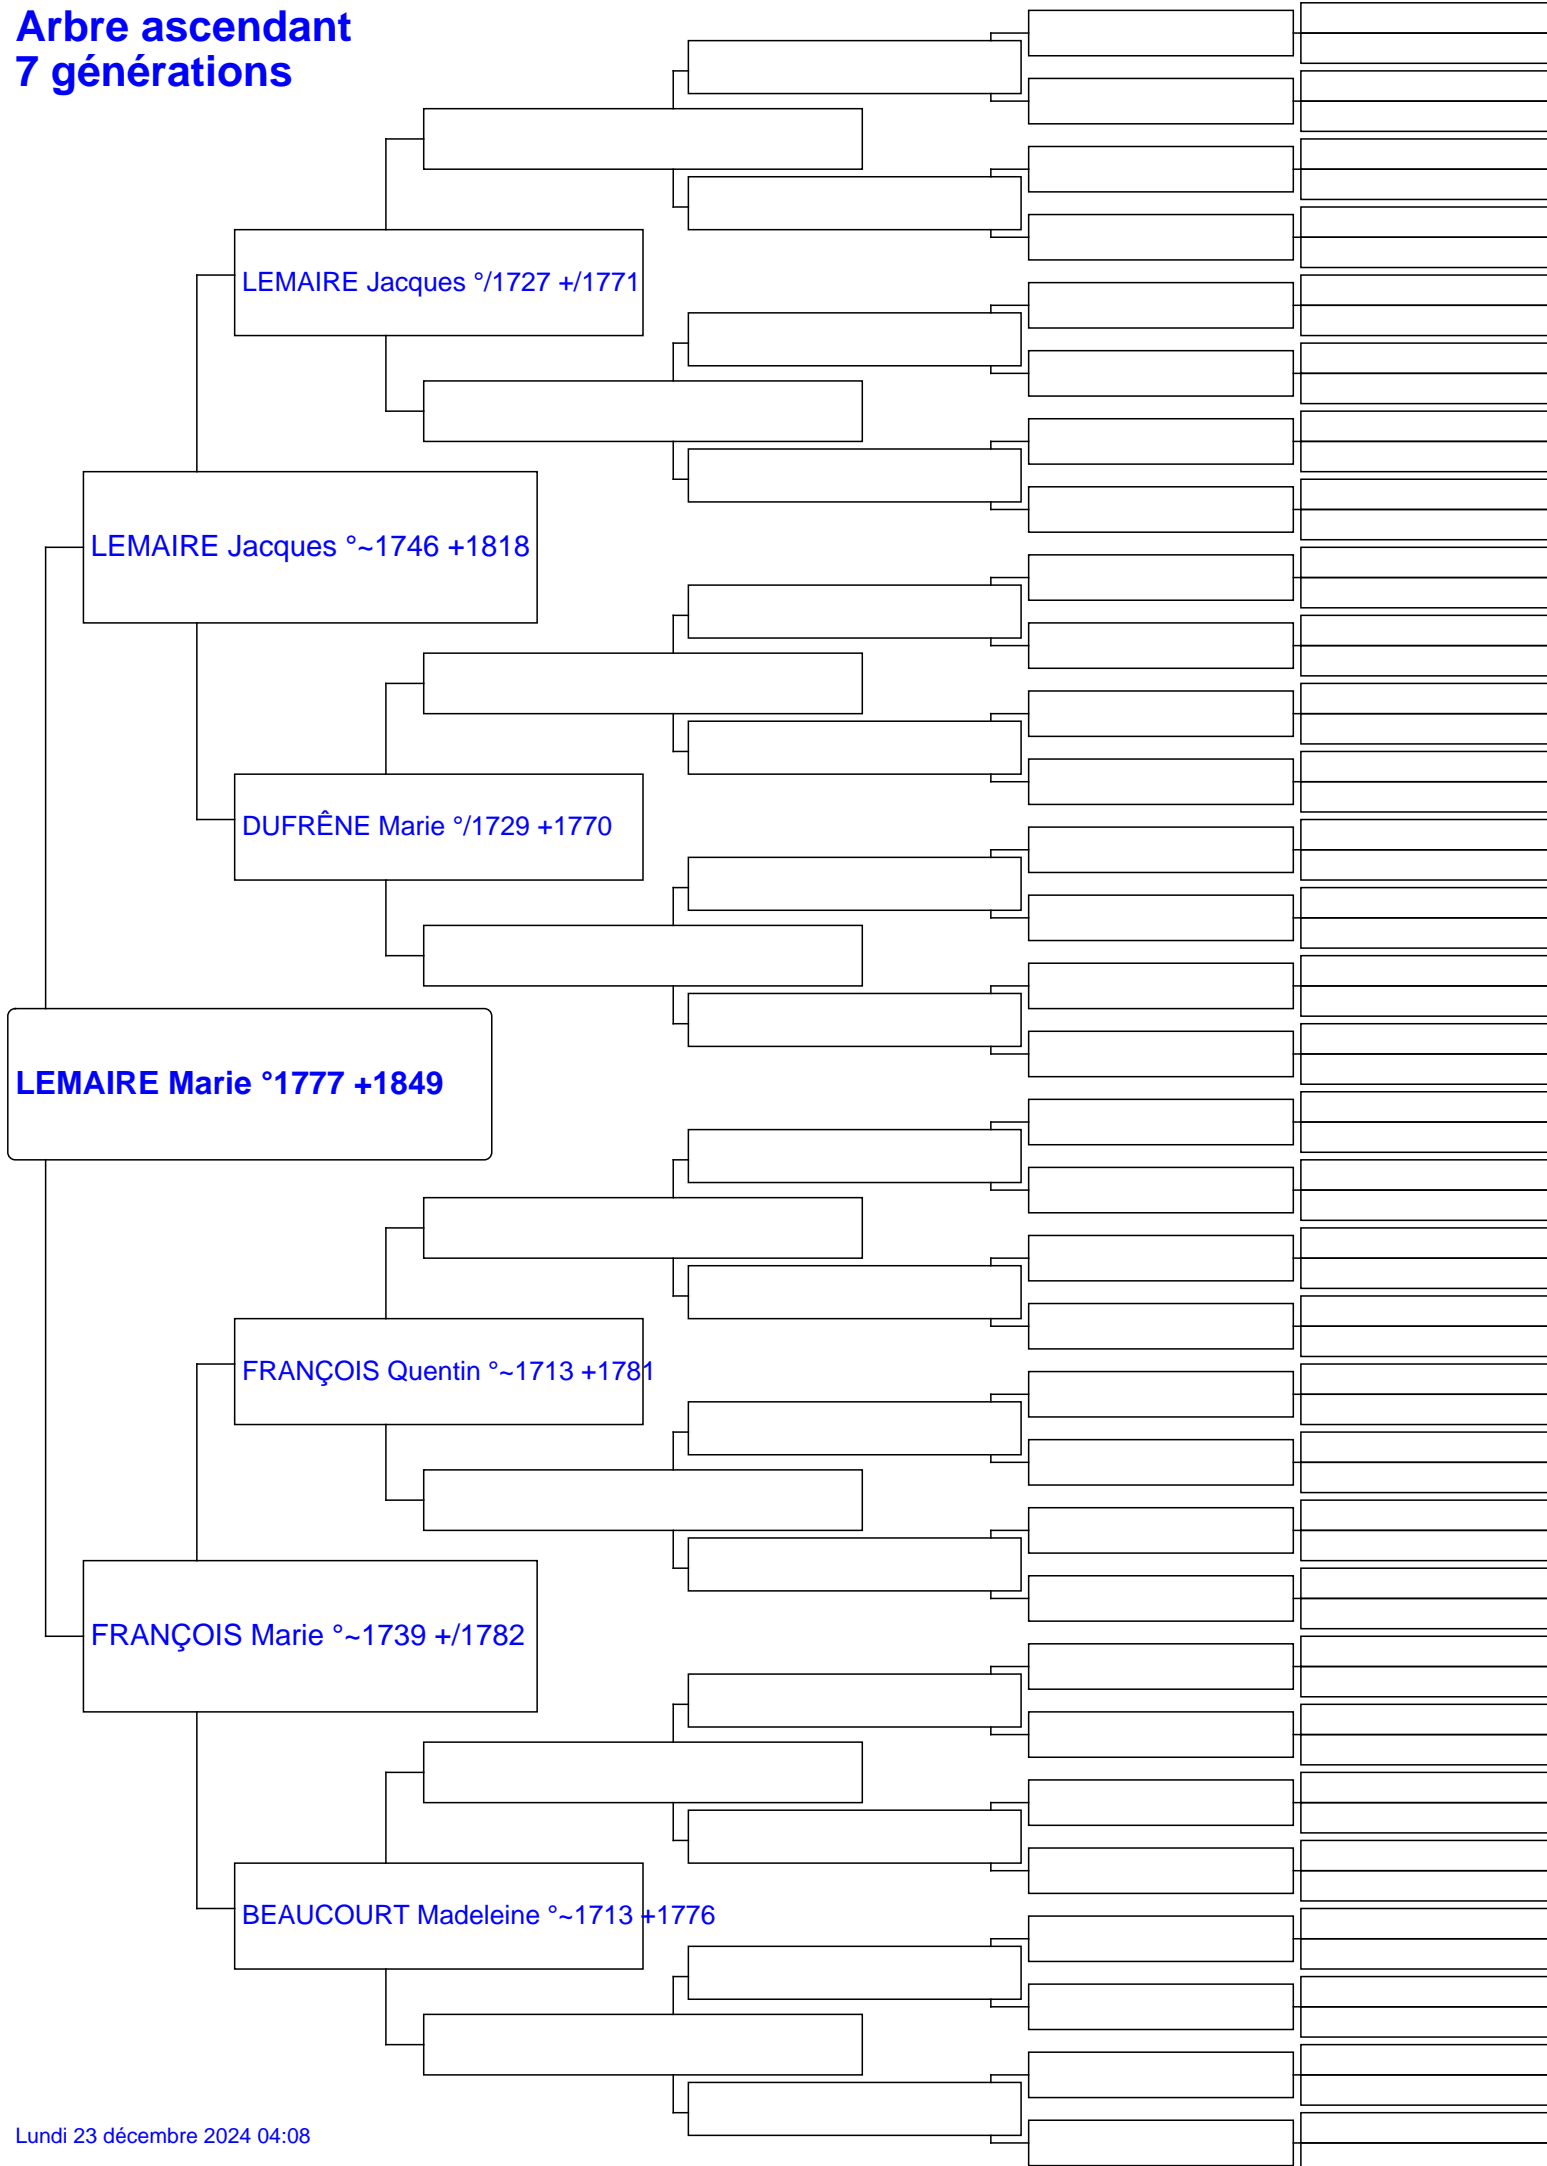 Arbre ascendant
7 générations
LEMAIRE Jacques °/1727 +/1771
LEMAIRE Jacques °~1746 +1818
DUFRÊNE Marie °/1729 +1770
LEMAIRE Marie °1777 +1849
FRANÇOIS Quentin °~1713 +1781
FRANÇOIS Marie °~1739 +/1782
BEAUCOURT Madeleine °~1713 +1776
Lundi 23 décembre 2024 04:08